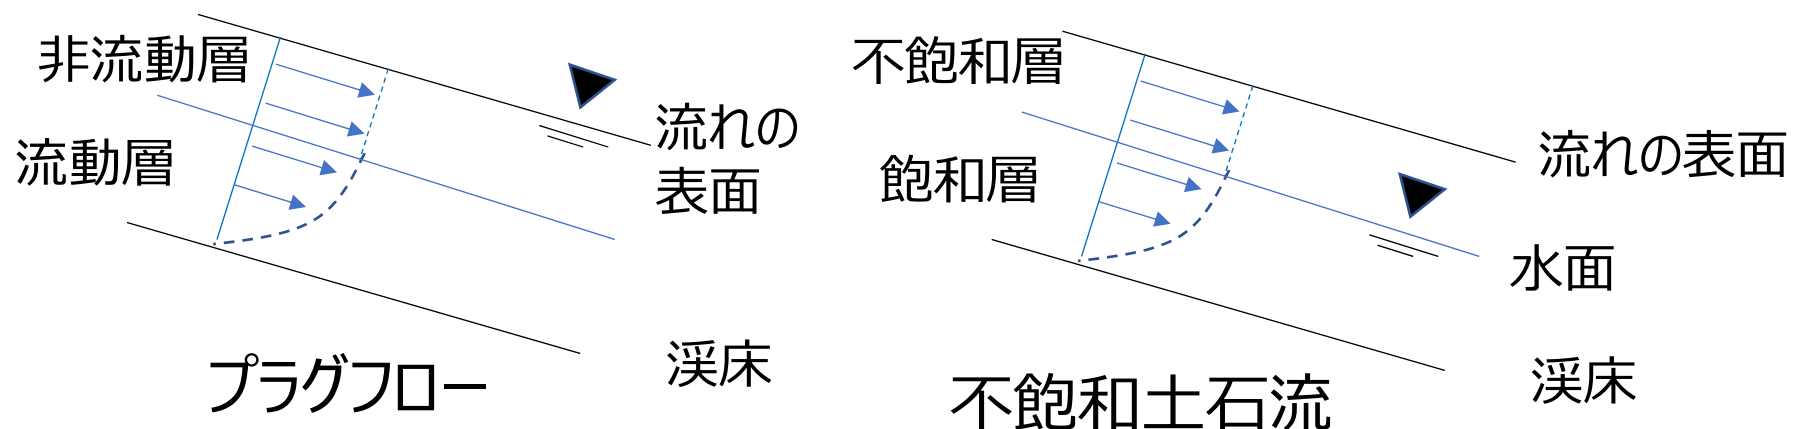 非流動層
流動層
流れの
表面
渓床
プラグフロー
不飽和層
飽和層
流れの表面
水面
渓床
不飽和土石流